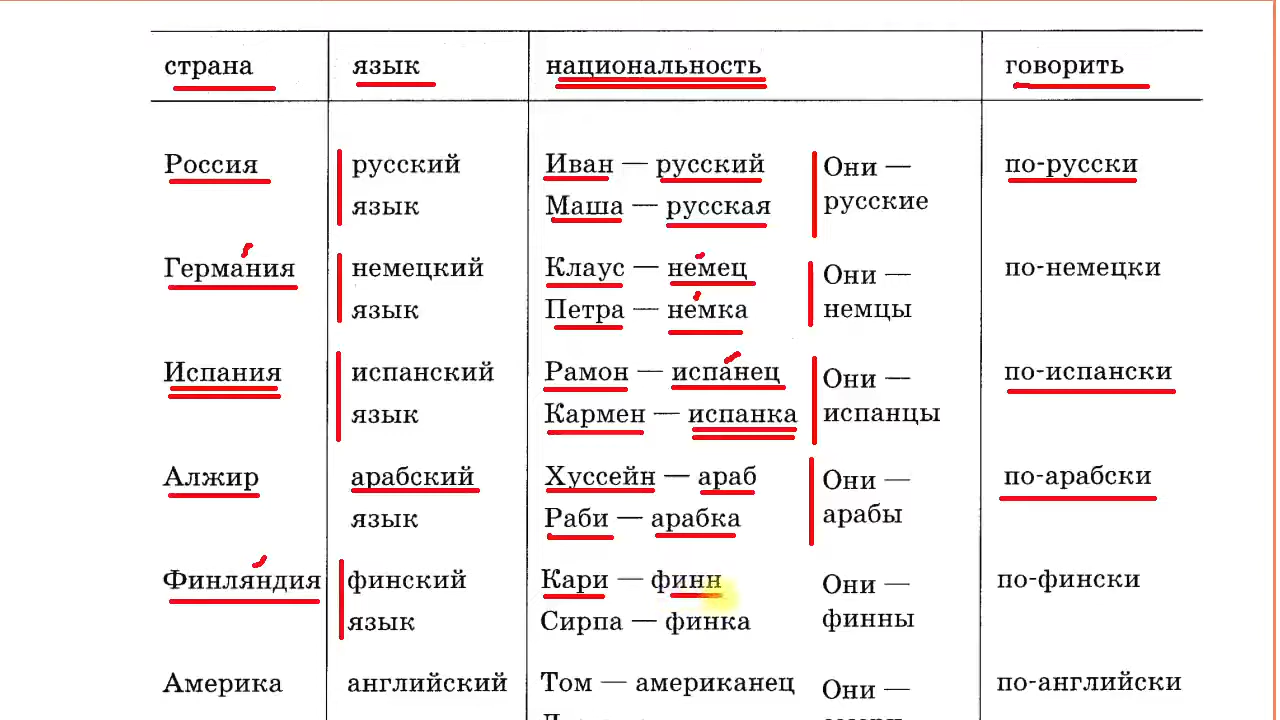 страна язык национальность говорить
Россия русский Иван — русский Они — по-русски
язык Маша — русская русские
Германия немецкий Клаус — немец Они — по-немецки
язык Петра — немка немцы
Испания испанский Рамон — испанец Они — по-испански
язык Кармен — испанка испанцы
Алжир арабский Хуссейн — араб Они — по-арабски
язык Раби — арабка арабы
Финляндия финский Кари — финн Они — по-фински
язык Сирпа — финка финны
Америка английский Том — американец Они — по-английски